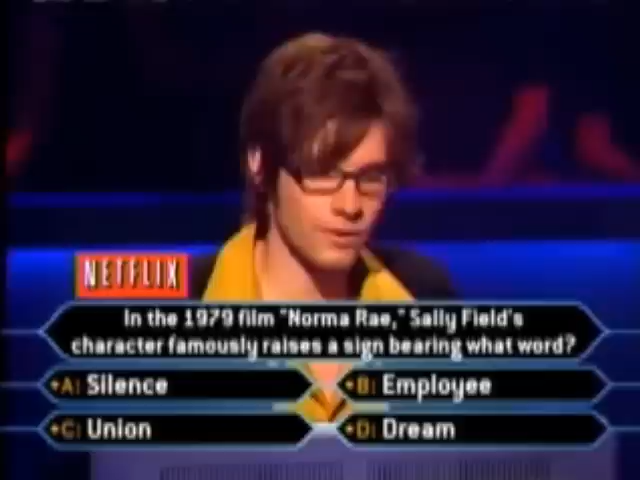 NETFLIX
In the 1979 film "Norma Rae," Sally Field's
character famously raises a sign bearing what word?
A: Silence
B: Employee
C: Union
D: Dream